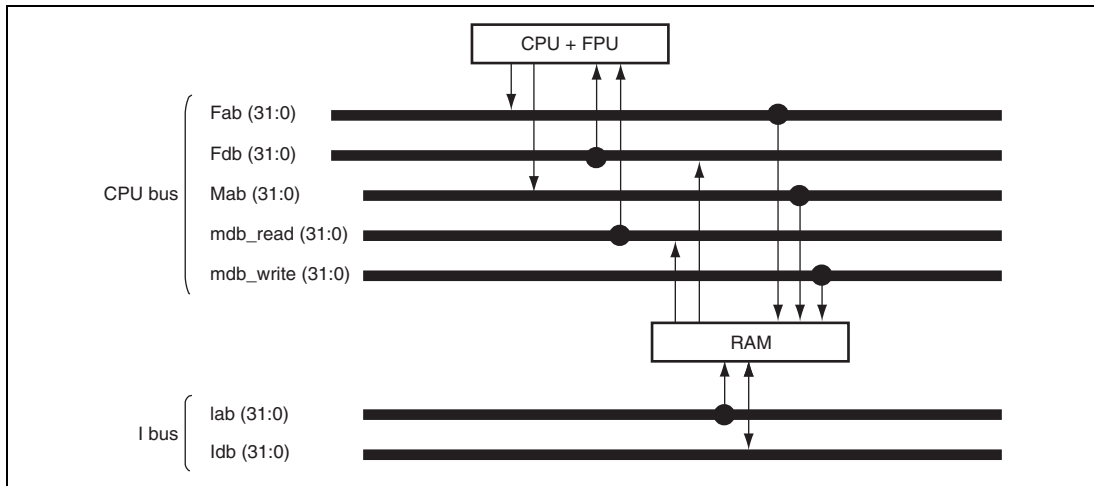 CPU + FPU
Fab (31:0)
Fdb (31:0)
CPU bus
Mab (31:0)
mdb_read (31:0)
mdb_write (31:0)
RAM
Iab (31:0)
I bus
Idb (31:0)